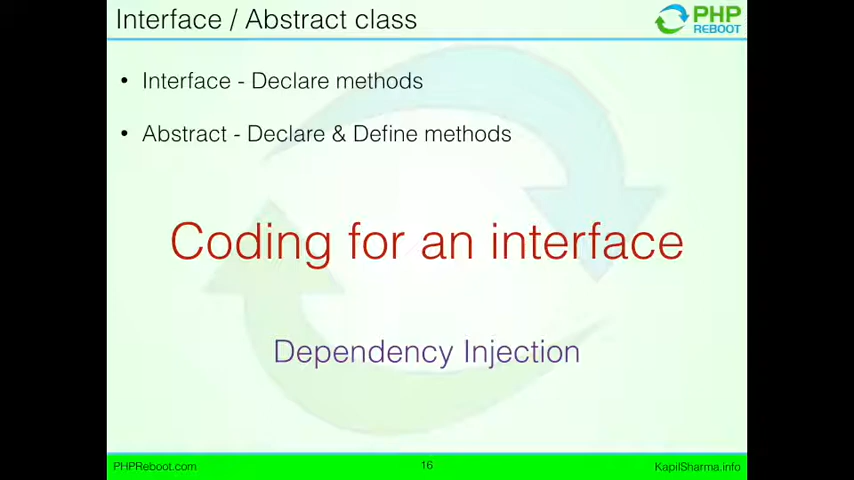 Interface / Abstract class
PHP
REBOOT
• Interface - Declare methods
• Abstract - Declare & Define methods
Coding for an interface
Dependency Injection
PHPReboot.com
16
KapilSharma.info